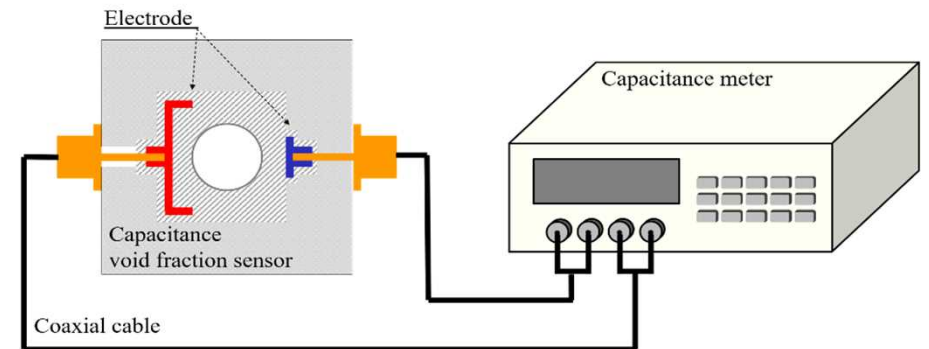 Electrode
Capacitance meter
Capacitance
void fraction sensor
Coaxial cable